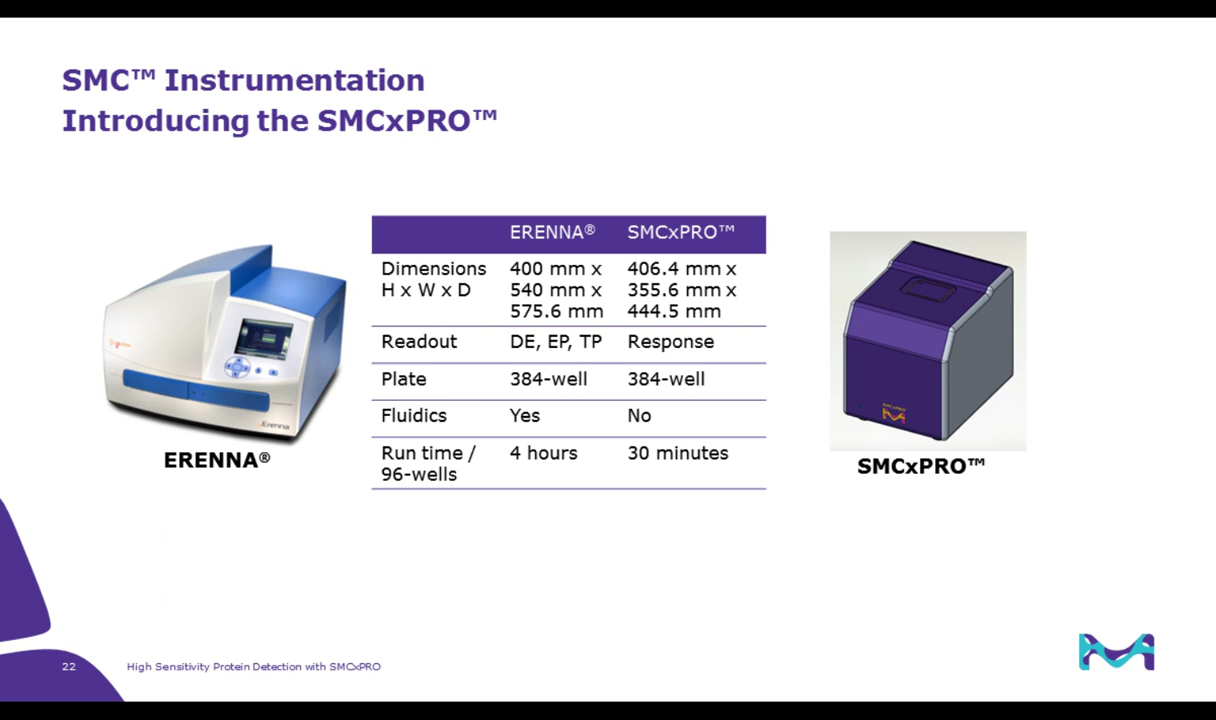 SMC™ Instrumentation
Introducing the SMCxPRO™
ERENNA® SMCxPRO™
Dimensions 400 mm x 406.4 mm x
H x W x D 540 mm x 355.6 mm x
575.6 mm 444.5 mm
Readout DE, EP, TP Response
Plate 384-well 384-well
Fluidics Yes No
Run time / 4 hours 30 minutes
96-wells
Erenna
ERENNA®
SMCxPRO
SMCxPRO™
22 High Sensitivity Protein Detection with SMCxPRO